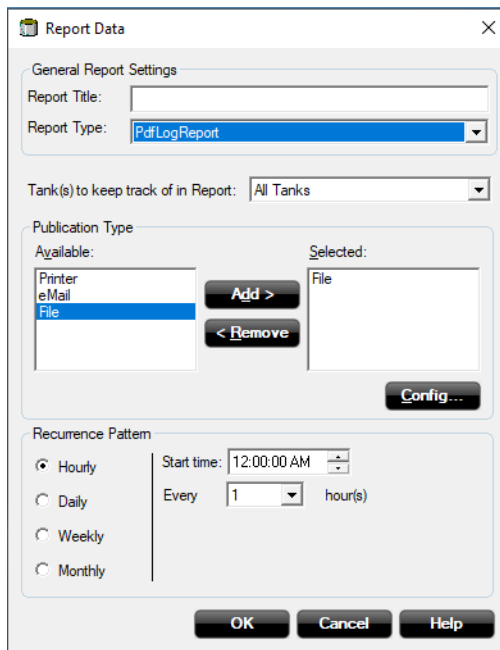 Report Data
General Report Settings
Report Title:
Report Type: PdfLogReport
Tank(s) to keep track of in Report: All Tanks
Publication Type
Available: Selected:
Printer File
eMail
File
Add >
< Remove
Config...
Recurrence Pattern
Hourly Start time: 12:00:00 AM
Daily Every 1 hour(s)
Weekly
Monthly
OK Cancel Help